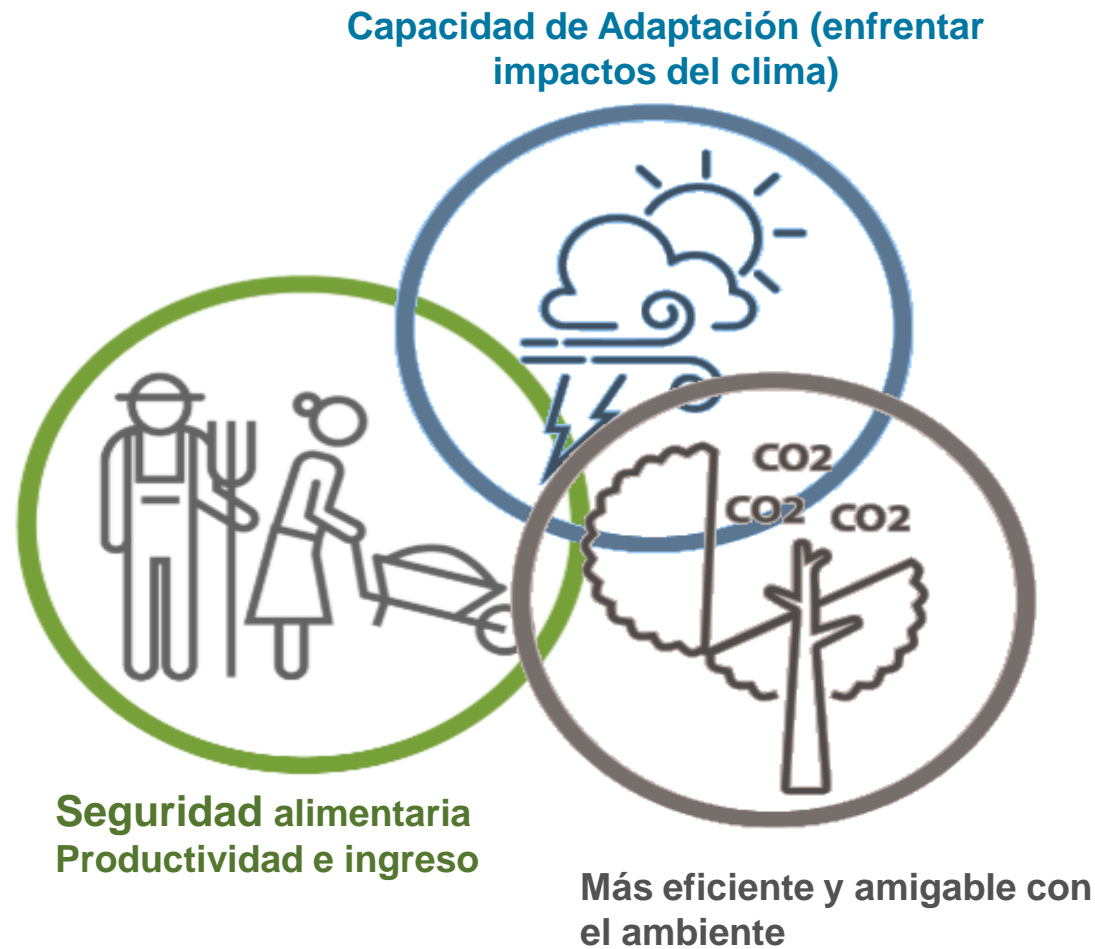 Capacidad de Adaptación (enfrentar
impactos del clima)
CO2
CO2
CO2
Seguridad alimentaria
Productividad e ingreso
Más eficiente y amigable con
el ambiente